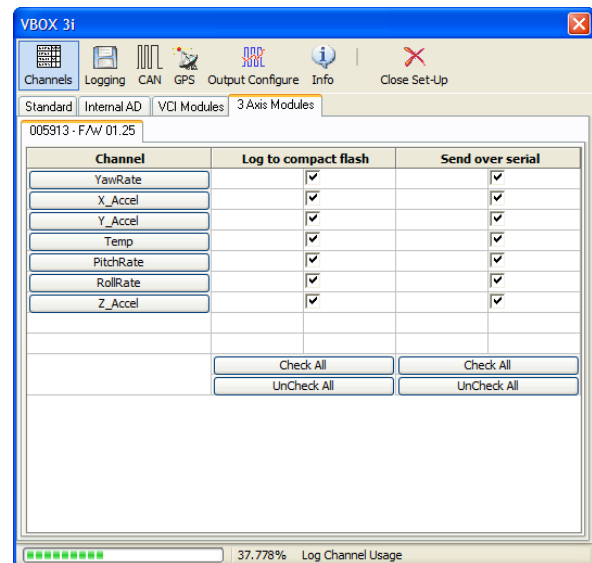 VBOX 3i
Channels Logging CAN GPS Output Configure Info Close Set-Up
Standard Internal AD VCI Modules 3 Axis Modules
005913 - F/W 01.25
Channel Log to compact flash Send over serial
YawRate
X_Accel
Y_Accel
Temp
PitchRate
RollRate
Z_Accel
Check All Check All
UnCheck All UnCheck All
37.778% Log Channel Usage